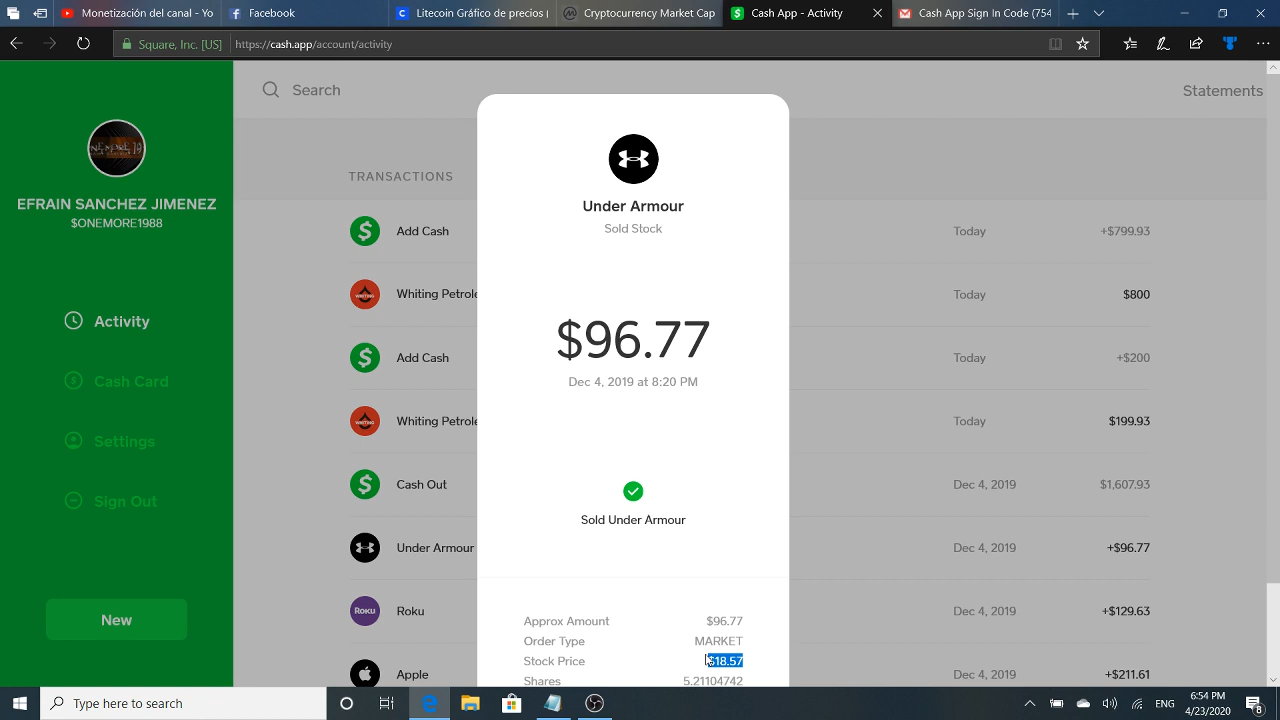 Movimiento del canal - Yo
Facebook
Litecoin Gráfico de precios |
Cryptocurrency Market Capi
Cash App - Activity
Cash App Sign In Code (754
Square, Inc. [US]
https://cash.app/account/activity
Search
Statements
EFRAIN SANCHEZ JIMENEZ
$ONEMORE1988
Activity
Cash Card
Settings
Sign Out
New
TRANSACTIONS
Add Cash Today +$799.93
Whiting Petrole Today $800
Add Cash Today +$200
Whiting Petrole Today $199.93
Cash Out Dec 4, 2019 $1,607.93
Under Armour Dec 4, 2019 +$96.77
Roku Dec 4, 2019 +$129.63
Apple Dec 4, 2019 +$211.61
Under Armour
Sold Stock
$96.77
Dec 4, 2019 at 8:20 PM
Sold Under Armour
Approx Amount $96.77
Order Type MARKET
Stock Price $18.57
Shares 5.21104742
Type here to search
ENG
6:54 PM
4/23/2020